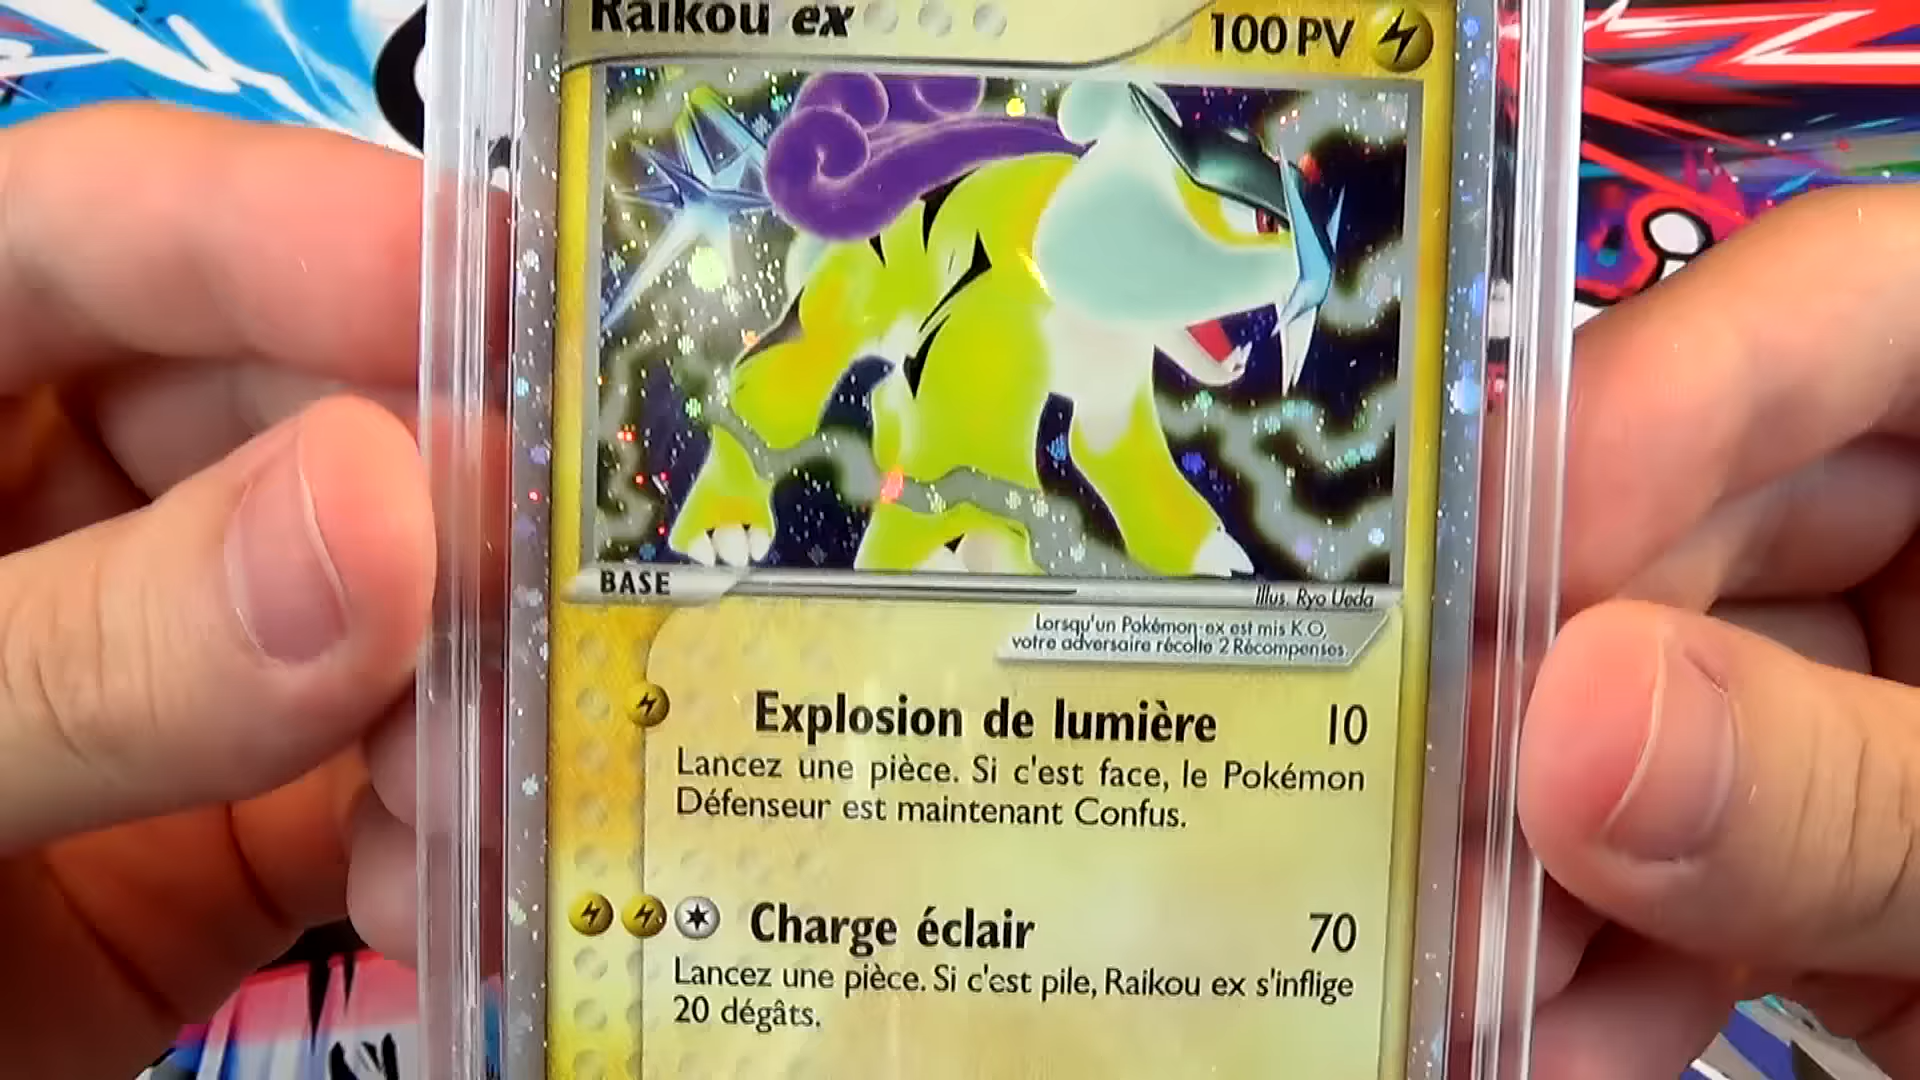 Raikou ex
100 PV
BASE
Illus. Ryo Ueda
Lorsqu'un Pokémon-ex est mis K.O,
votre adversaire récolte 2 Récompenses.
Explosion de lumière 10
Lancez une pièce. Si c'est face, le Pokémon
Défenseur est maintenant Confus.
Charge éclair 70
Lancez une pièce. Si c'est pile, Raikou ex s'inflige
20 dégâts.